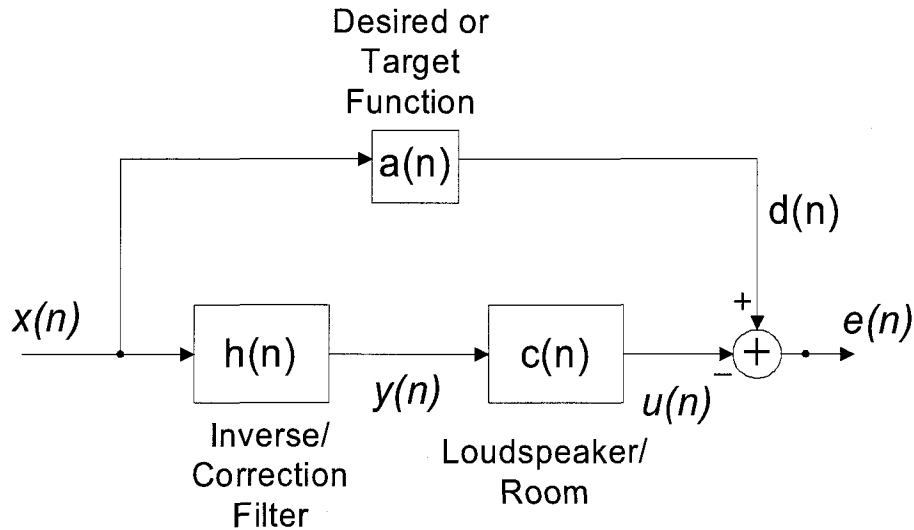 Desired or
Target
Function
a(n)
d(n)
x(n)
h(n)
y(n)
c(n)
u(n)
+
−
+
e(n)
Inverse/
Correction
Filter
Loudspeaker/
Room